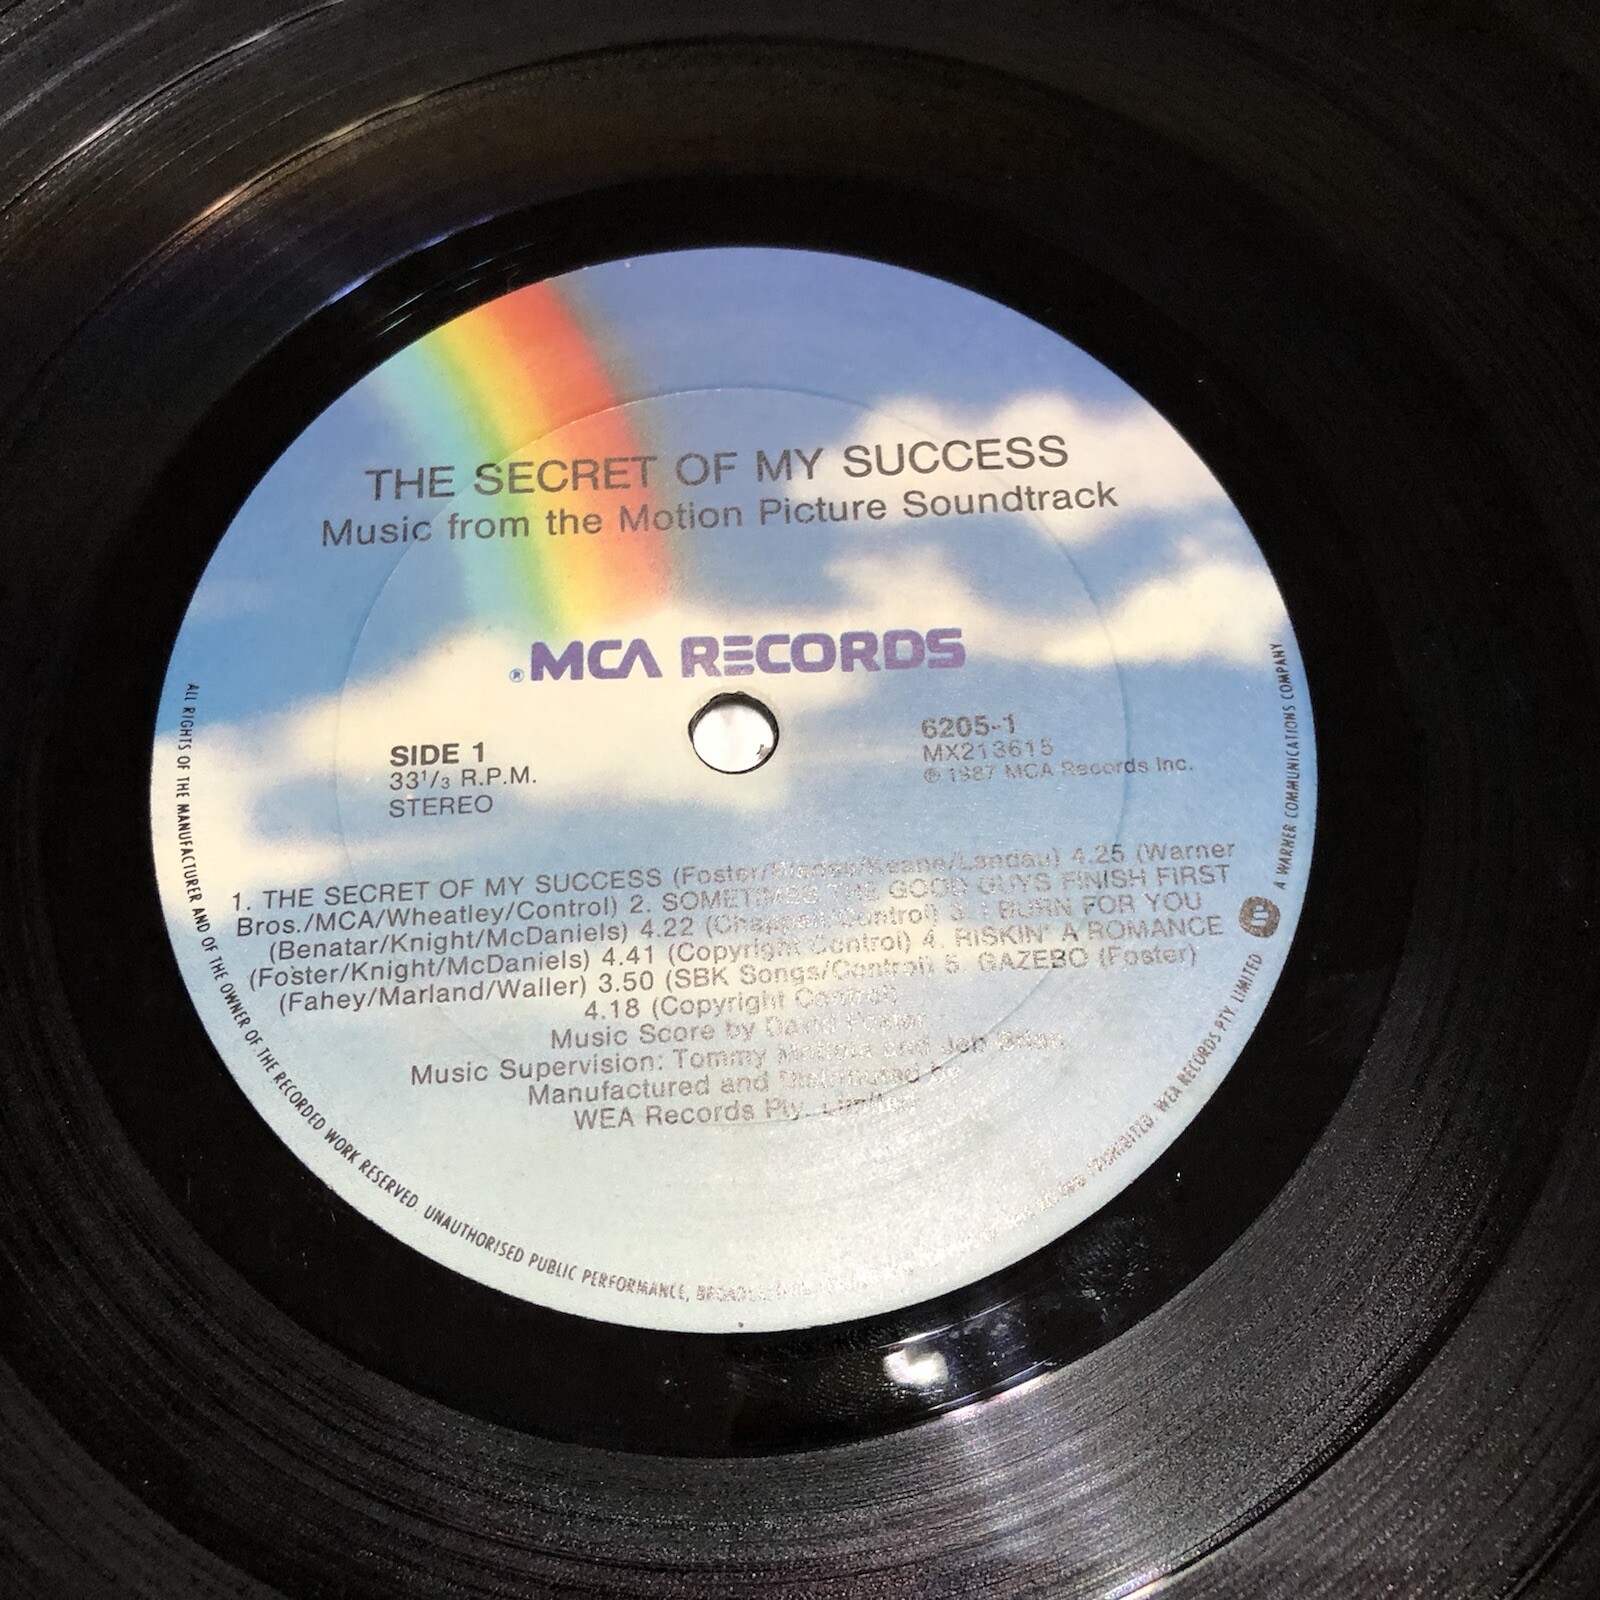 THE SECRET OF MY SUCCESS
Music from the Motion Picture Soundtrack
® MCA RECORDS
SIDE 1
33¹/₃ R.P.M.
STEREO
6205-1
MX213615
℗ 1987 MCA Records Inc.
1. THE SECRET OF MY SUCCESS (Foster/Keane/Landau) 4.25 (Warner
Bros./MCA/Wheatley/Control) 2. SOMETIMES THE GOOD GUYS FINISH FIRST
(Benatar/Knight/McDaniels) 4.22 (Chappell/Control) 3. I BURN FOR YOU
(Foster/Knight/McDaniels) 4.41 (Copyright Control) 4. RISKIN' A ROMANCE
(Fahey/Marland/Waller) 3.50 (SBK Songs/Control) 5. GAZEBO (Foster)
4.18 (Copyright Control)
Music Score by David Foster
Music Supervision: Tommy and
Manufactured and Distributed by
WEA Records Pty. Limited
ALL RIGHTS OF THE MANUFACTURER AND OF THE OWNER OF THE RECORDED WORK RESERVED. UNAUTHORISED PUBLIC PERFORMANCE, PROHIBITED. WEA RECORDS PTY. LIMITED
A WARNER COMMUNICATIONS COMPANY